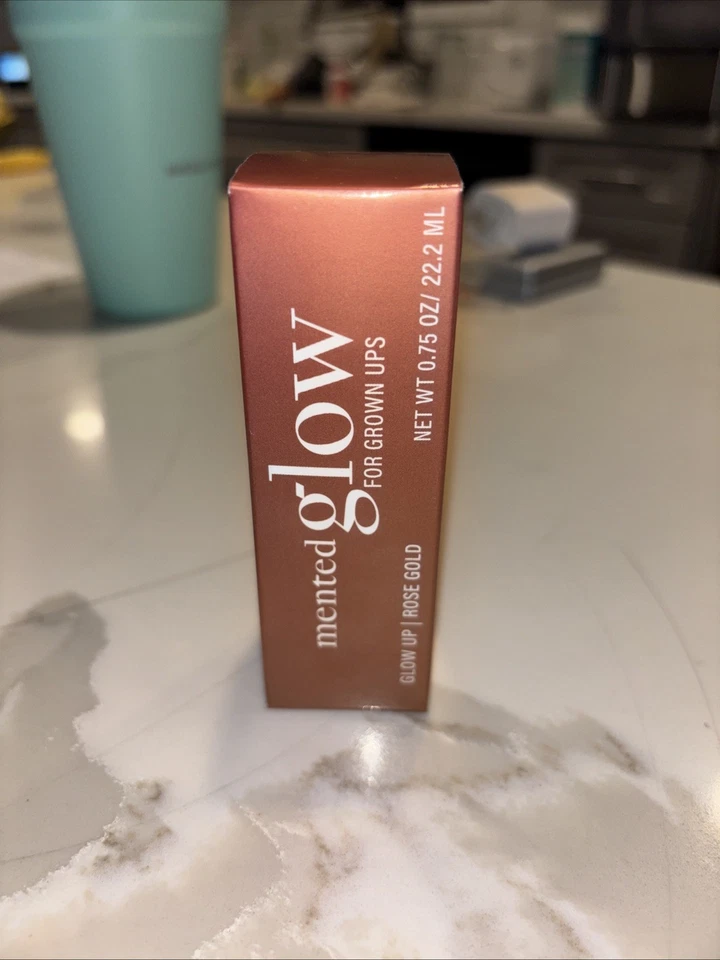 mented glow
FOR GROWN UPS
GLOW UP | ROSE GOLD
NET WT 0.75 OZ/ 22.2 ML